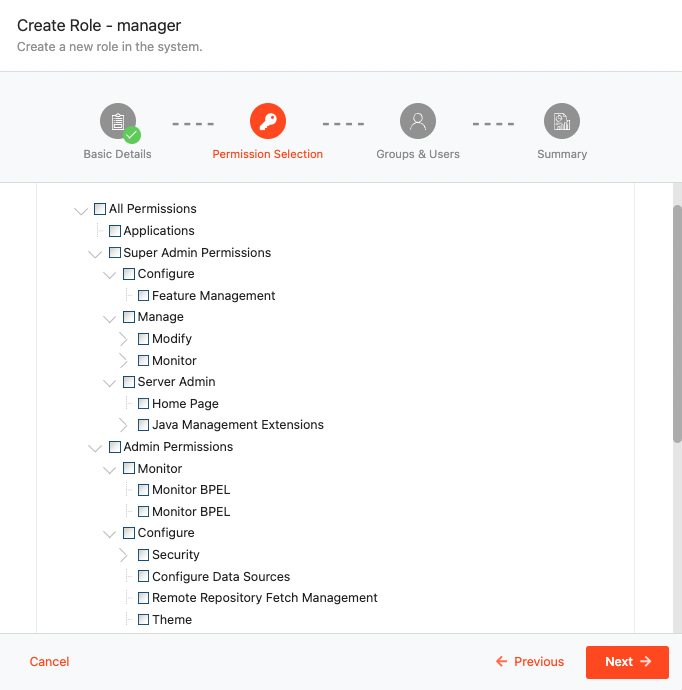 Create Role - manager
Create a new role in the system.
Basic Details
Permission Selection
Groups & Users
Summary
All Permissions
Applications
Super Admin Permissions
Configure
Feature Management
Manage
Modify
Monitor
Server Admin
Home Page
Java Management Extensions
Admin Permissions
Monitor
Monitor BPEL
Monitor BPEL
Configure
Security
Configure Data Sources
Remote Repository Fetch Management
Theme
Cancel
Previous
Next